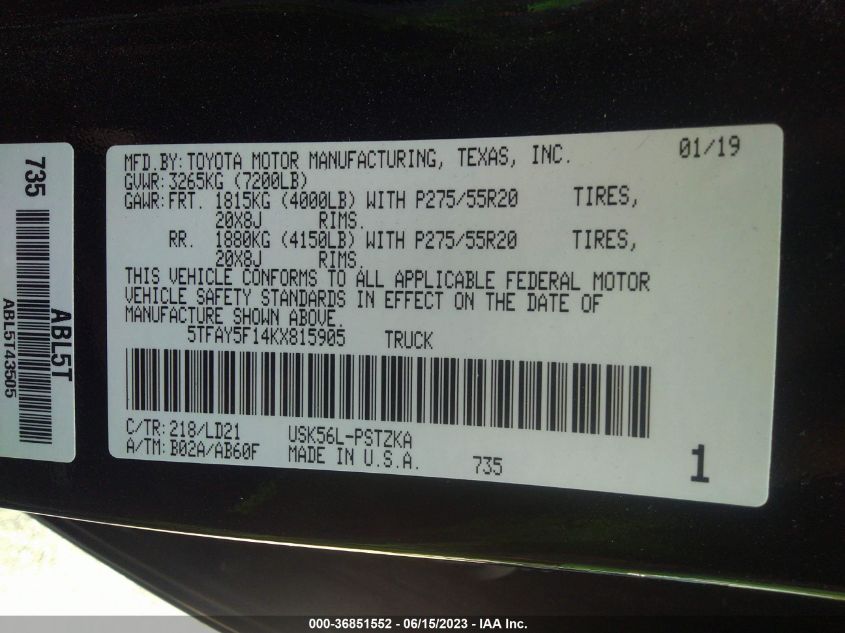 MFD.BY:TOYOTA MOTOR MANUFACTURING, TEXAS, INC. 01/19
GVWR:3265KG (7200LB)
GAWR:FRT. 1815KG (4000LB) WITH P275/55R20 TIRES,
20X8J RIMS.
RR. 1880KG (4150LB) WITH P275/55R20 TIRES,
20X8J RIMS.
THIS VEHICLE CONFORMS TO ALL APPLICABLE FEDERAL MOTOR
VEHICLE SAFETY STANDARDS IN EFFECT ON THE DATE OF
MANUFACTURE SHOWN ABOVE.
5TFAY5F14KX815905 TRUCK
C/TR:218/LD21 USK56L-PSTZKA
A/TM:B02A/AB60F MADE IN U.S.A. 735 1
735
ABL5T
ABL5T43505
000-36851552 - 06/15/2023 - IAA Inc.